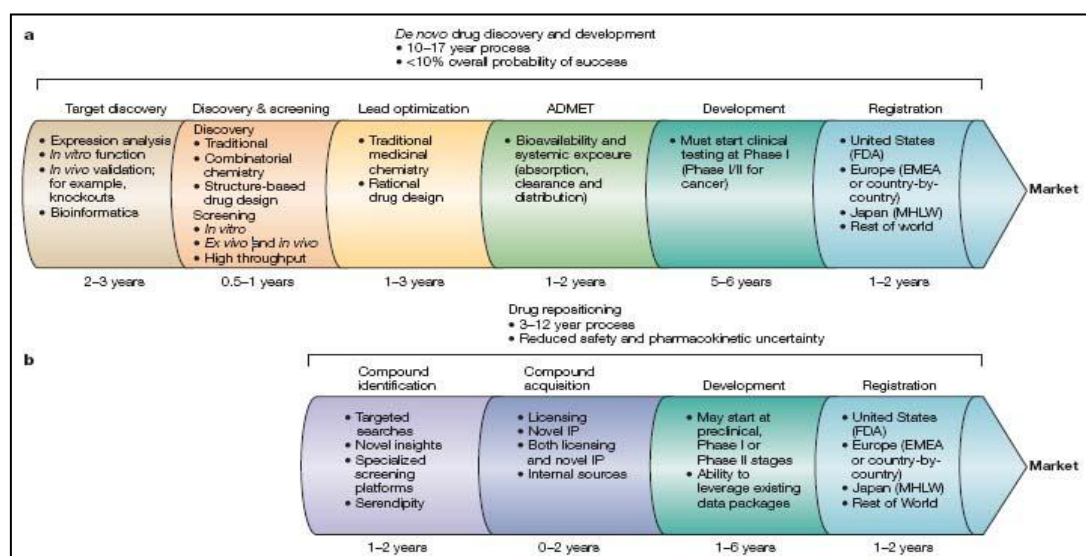 a
De novo drug discovery and development
• 10–17 year process
• <10% overall probability of success
Target discovery
• Expression analysis
• In vitro function
• In vivo validation;
for example,
knockouts
• Bioinformatics
2–3 years
Discovery & screening
Discovery
• Traditional
• Combinatorial
chemistry
• Structure-based
drug design
Screening
• In vitro
• Ex vivo and in vivo
• High throughput
0.5–1 years
Lead optimization
• Traditional
medicinal
chemistry
• Rational
drug design
1–3 years
ADMET
• Bioavailability and
systemic exposure
(absorption,
clearance and
distribution)
1–2 years
Development
• Must start clinical
testing at Phase I
(Phase I/II for
cancer)
5–6 years
Registration
• United States
(FDA)
• Europe (EMEA
or country-by-
country)
• Japan (MHLW)
• Rest of world
1–2 years
Market
b
Drug repositioning
• 3–12 year process
• Reduced safety and pharmacokinetic uncertainty
Compound
identification
• Targeted
searches
• Novel insights
• Specialized
screening
platforms
• Serendipity
1–2 years
Compound
acquisition
• Licensing
• Novel IP
• Both licensing
and novel IP
• Internal sources
0–2 years
Development
• May start at
preclinical,
Phase I or
Phase II stages
• Ability to
leverage existing
data packages
1–6 years
Registration
• United States
(FDA)
• Europe (EMEA
or country-by-
country)
• Japan (MHLW)
• Rest of World
1–2 years
Market